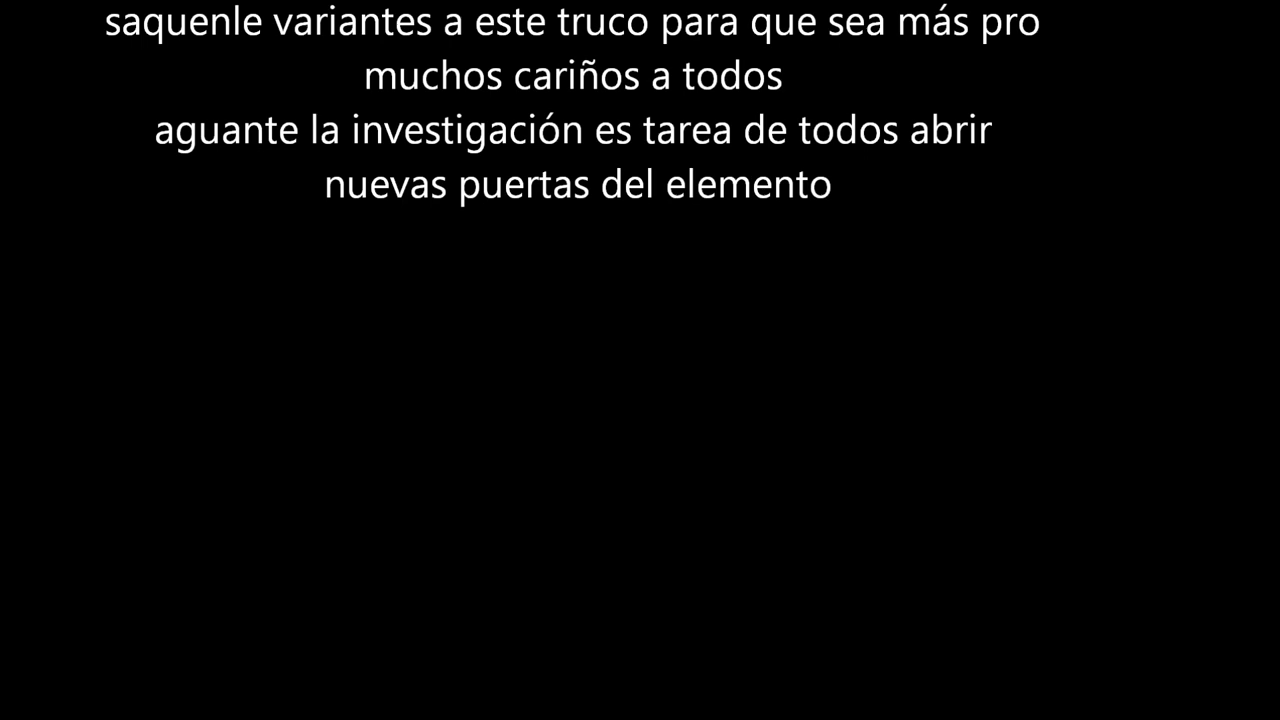 saquenle variantes a este truco para que sea más pro
muchos cariños a todos
aguante la investigación es tarea de todos abrir
nuevas puertas del elemento